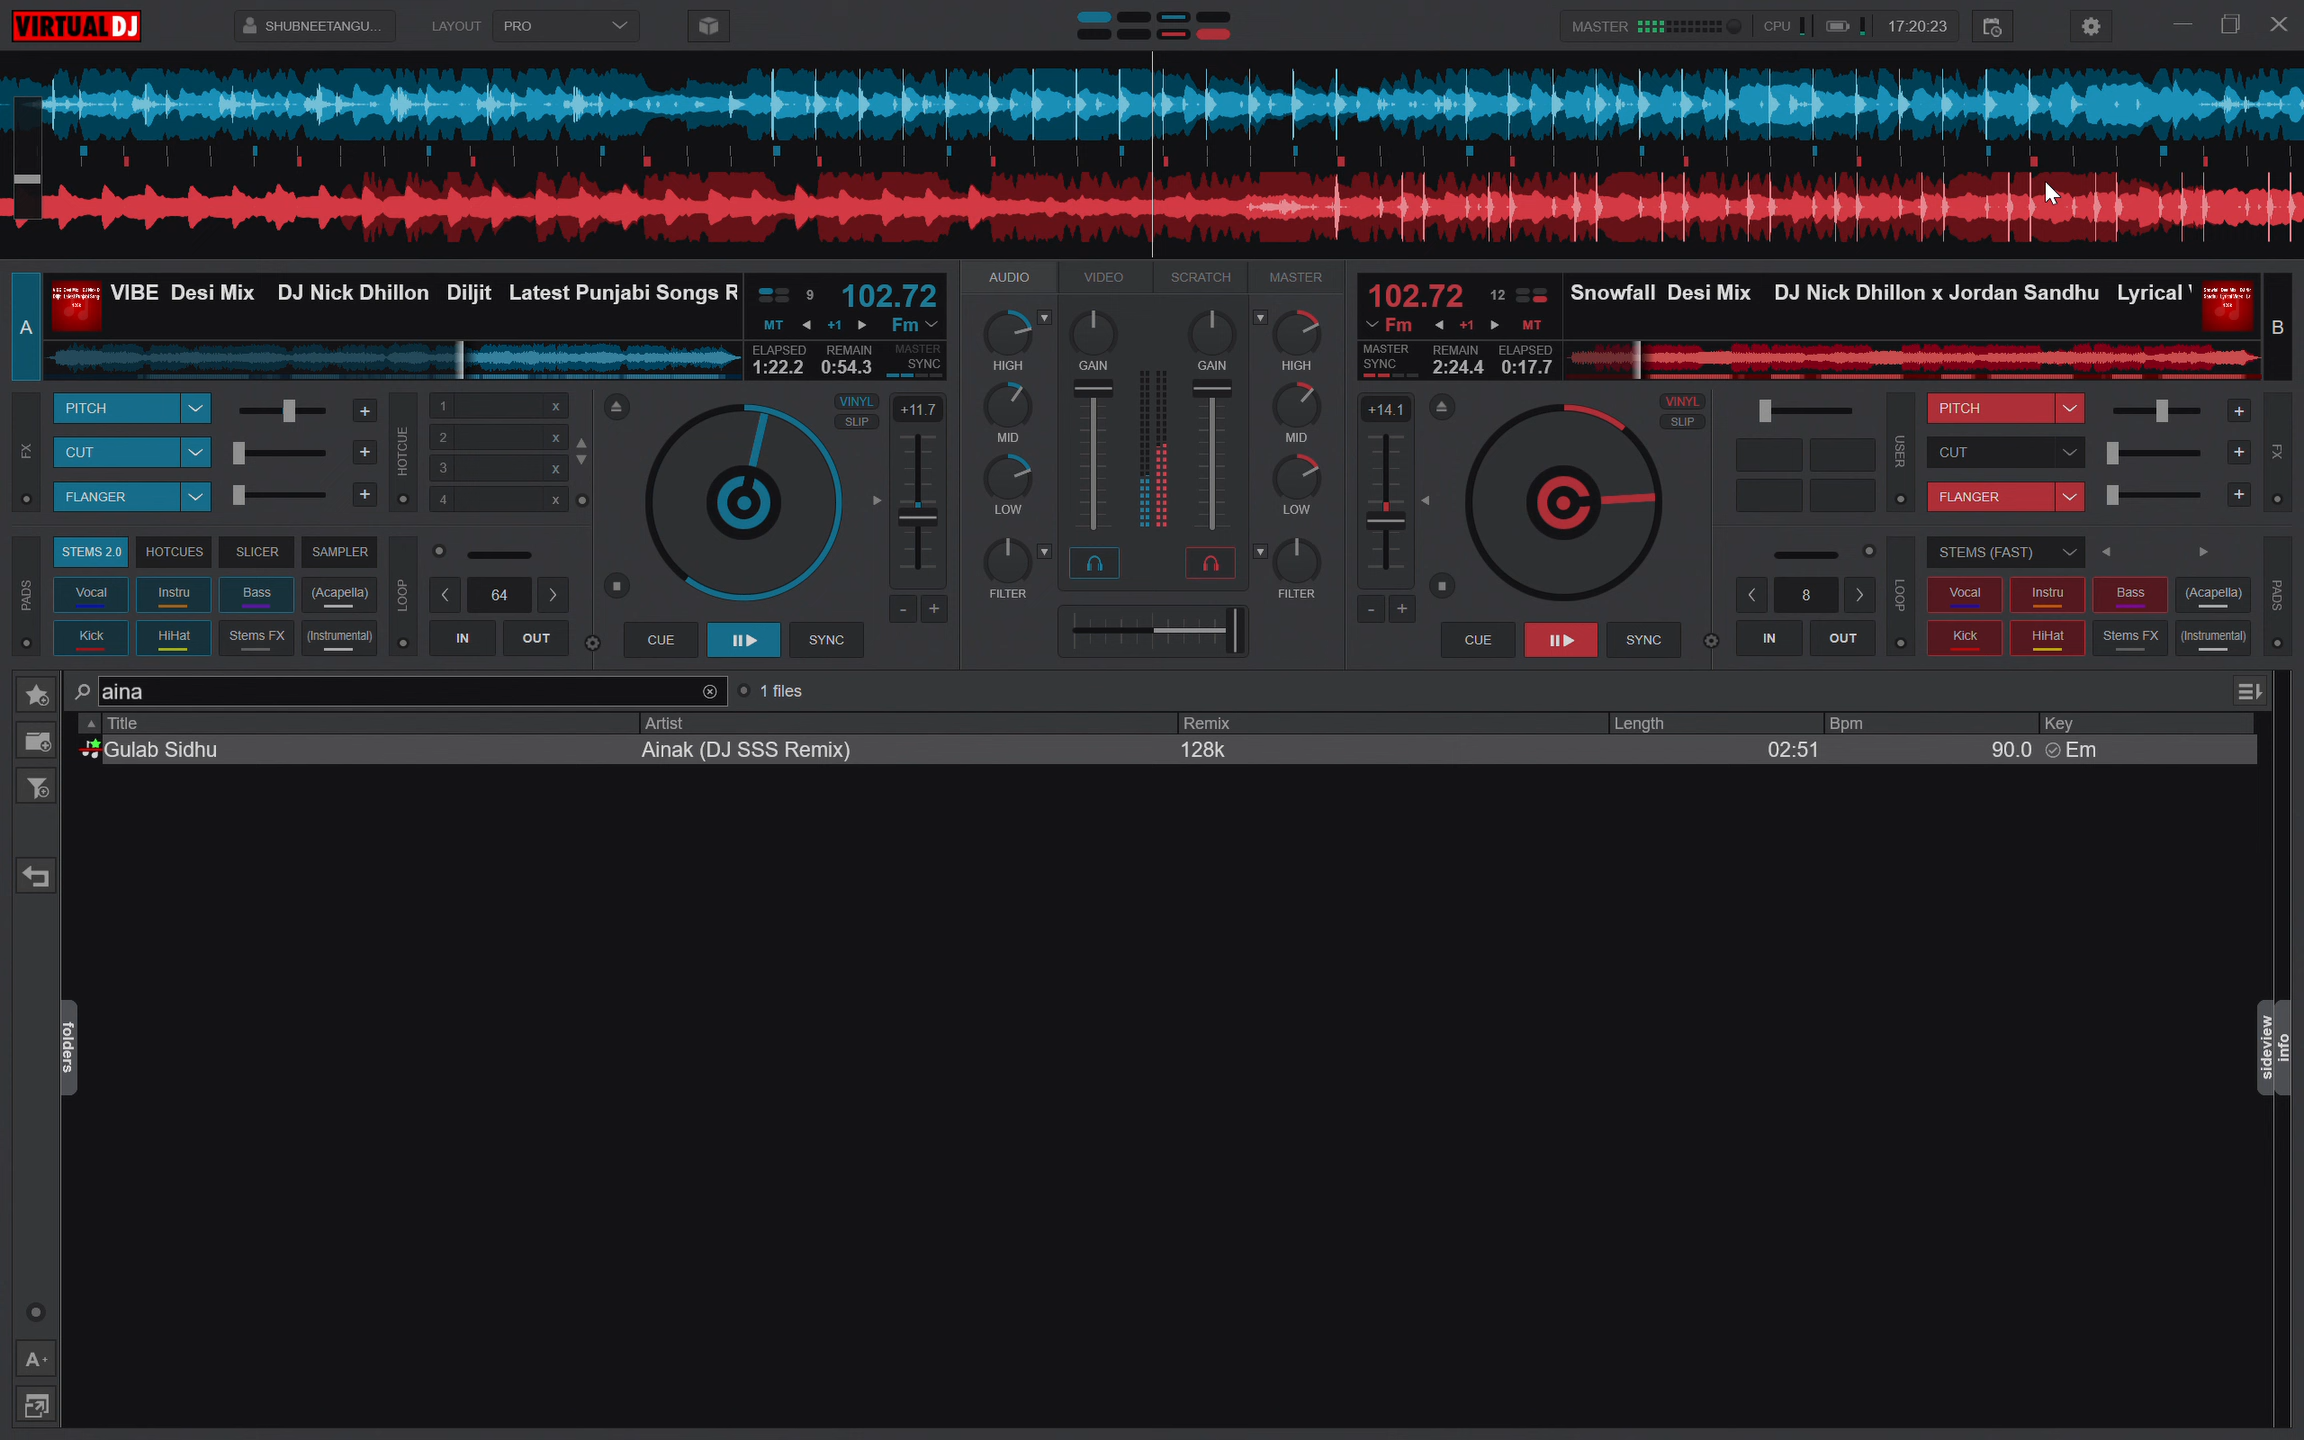 VIRTUAL DJ
SHUBNEETANGU...
LAYOUT
PRO
MASTER
CPU
17:20:23
A
VIBE Desi Mix DJ Nick Dhillon Diljit Latest Punjabi Songs R
9
102.72
MT
+1
Fm
ELAPSED
1:22.2
REMAIN
0:54.3
MASTER
SYNC
AUDIO
VIDEO
SCRATCH
MASTER
102.72
12
Fm
+1
MT
MASTER
SYNC
REMAIN
2:24.4
ELAPSED
0:17.7
Snowfall Desi Mix DJ Nick Dhillon x Jordan Sandhu Lyrical
B
FX
PITCH
CUT
FLANGER
HOTCUE
1 x
2 x
3 x
4 x
VINYL
SLIP
+11.7
HIGH
GAIN
GAIN
HIGH
MID
MID
LOW
LOW
FILTER
FILTER
+14.1
VINYL
SLIP
USER
PITCH
CUT
FLANGER
FX
PADS
STEMS 2.0
HOTCUES
SLICER
SAMPLER
Vocal
Instru
Bass
(Acapella)
Kick
HiHat
Stems FX
(Instrumental)
LOOP
64
IN
OUT
CUE
SYNC
- +
- +
CUE
SYNC
8
IN
OUT
LOOP
STEMS (FAST)
Vocal
Instru
Bass
(Acapella)
Kick
HiHat
Stems FX
(Instrumental)
PADS
aina
1 files
Title Artist Remix Length Bpm Key
Gulab Sidhu Ainak (DJ SSS Remix) 128k 02:51 90.0 Em
folders
sideview
info
A+